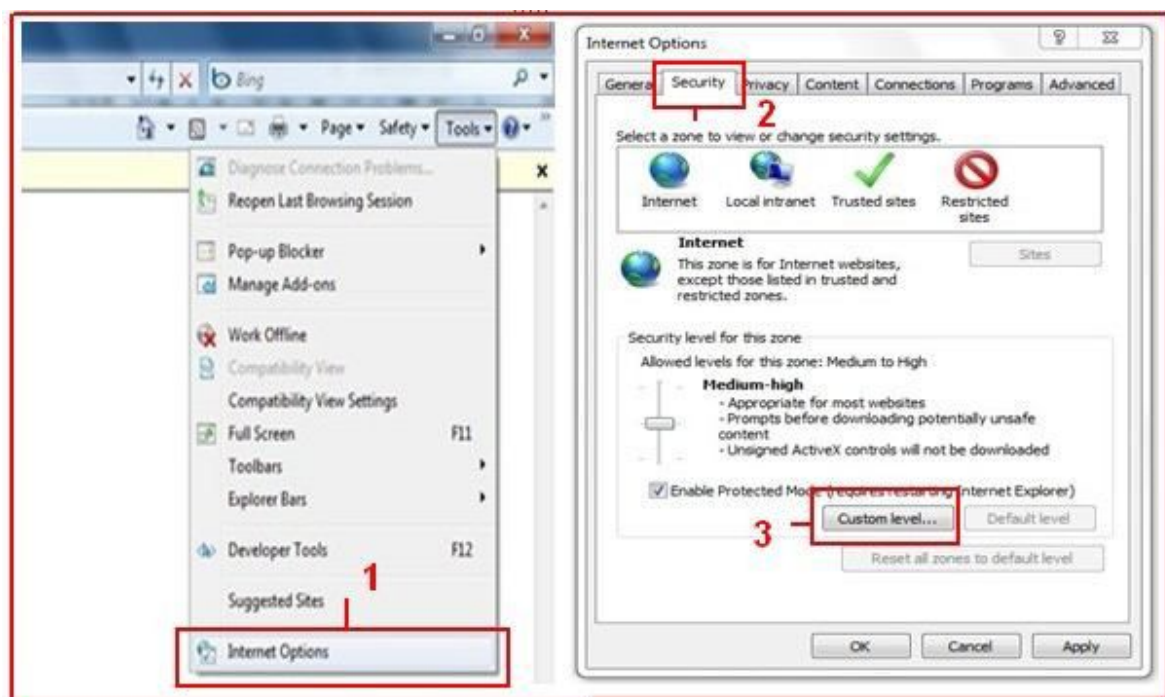 Bing
Page Safety Tools
Diagnose Connection Problems...
Reopen Last Browsing Session
Pop-up Blocker
Manage Add-ons
Work Offline
Compatibility View
Compatibility View Settings
Full Screen F11
Toolbars
Explorer Bars
Developer Tools F12
1
Suggested Sites
Internet Options
Internet Options
General Security Privacy Content Connections Programs Advanced
2
Select a zone to view or change security settings.
Internet Local intranet Trusted sites Restricted
sites
Internet
Sites
This zone is for Internet websites,
except those listed in trusted and
restricted zones.
Security level for this zone
Allowed levels for this zone: Medium to High
Medium-high
- Appropriate for most websites
- Prompts before downloading potentially unsafe
content
- Unsigned ActiveX controls will not be downloaded
Enable Protected Mode (requires restarting Internet Explorer)
3
Custom level... Default level
Reset all zones to default level
OK Cancel Apply